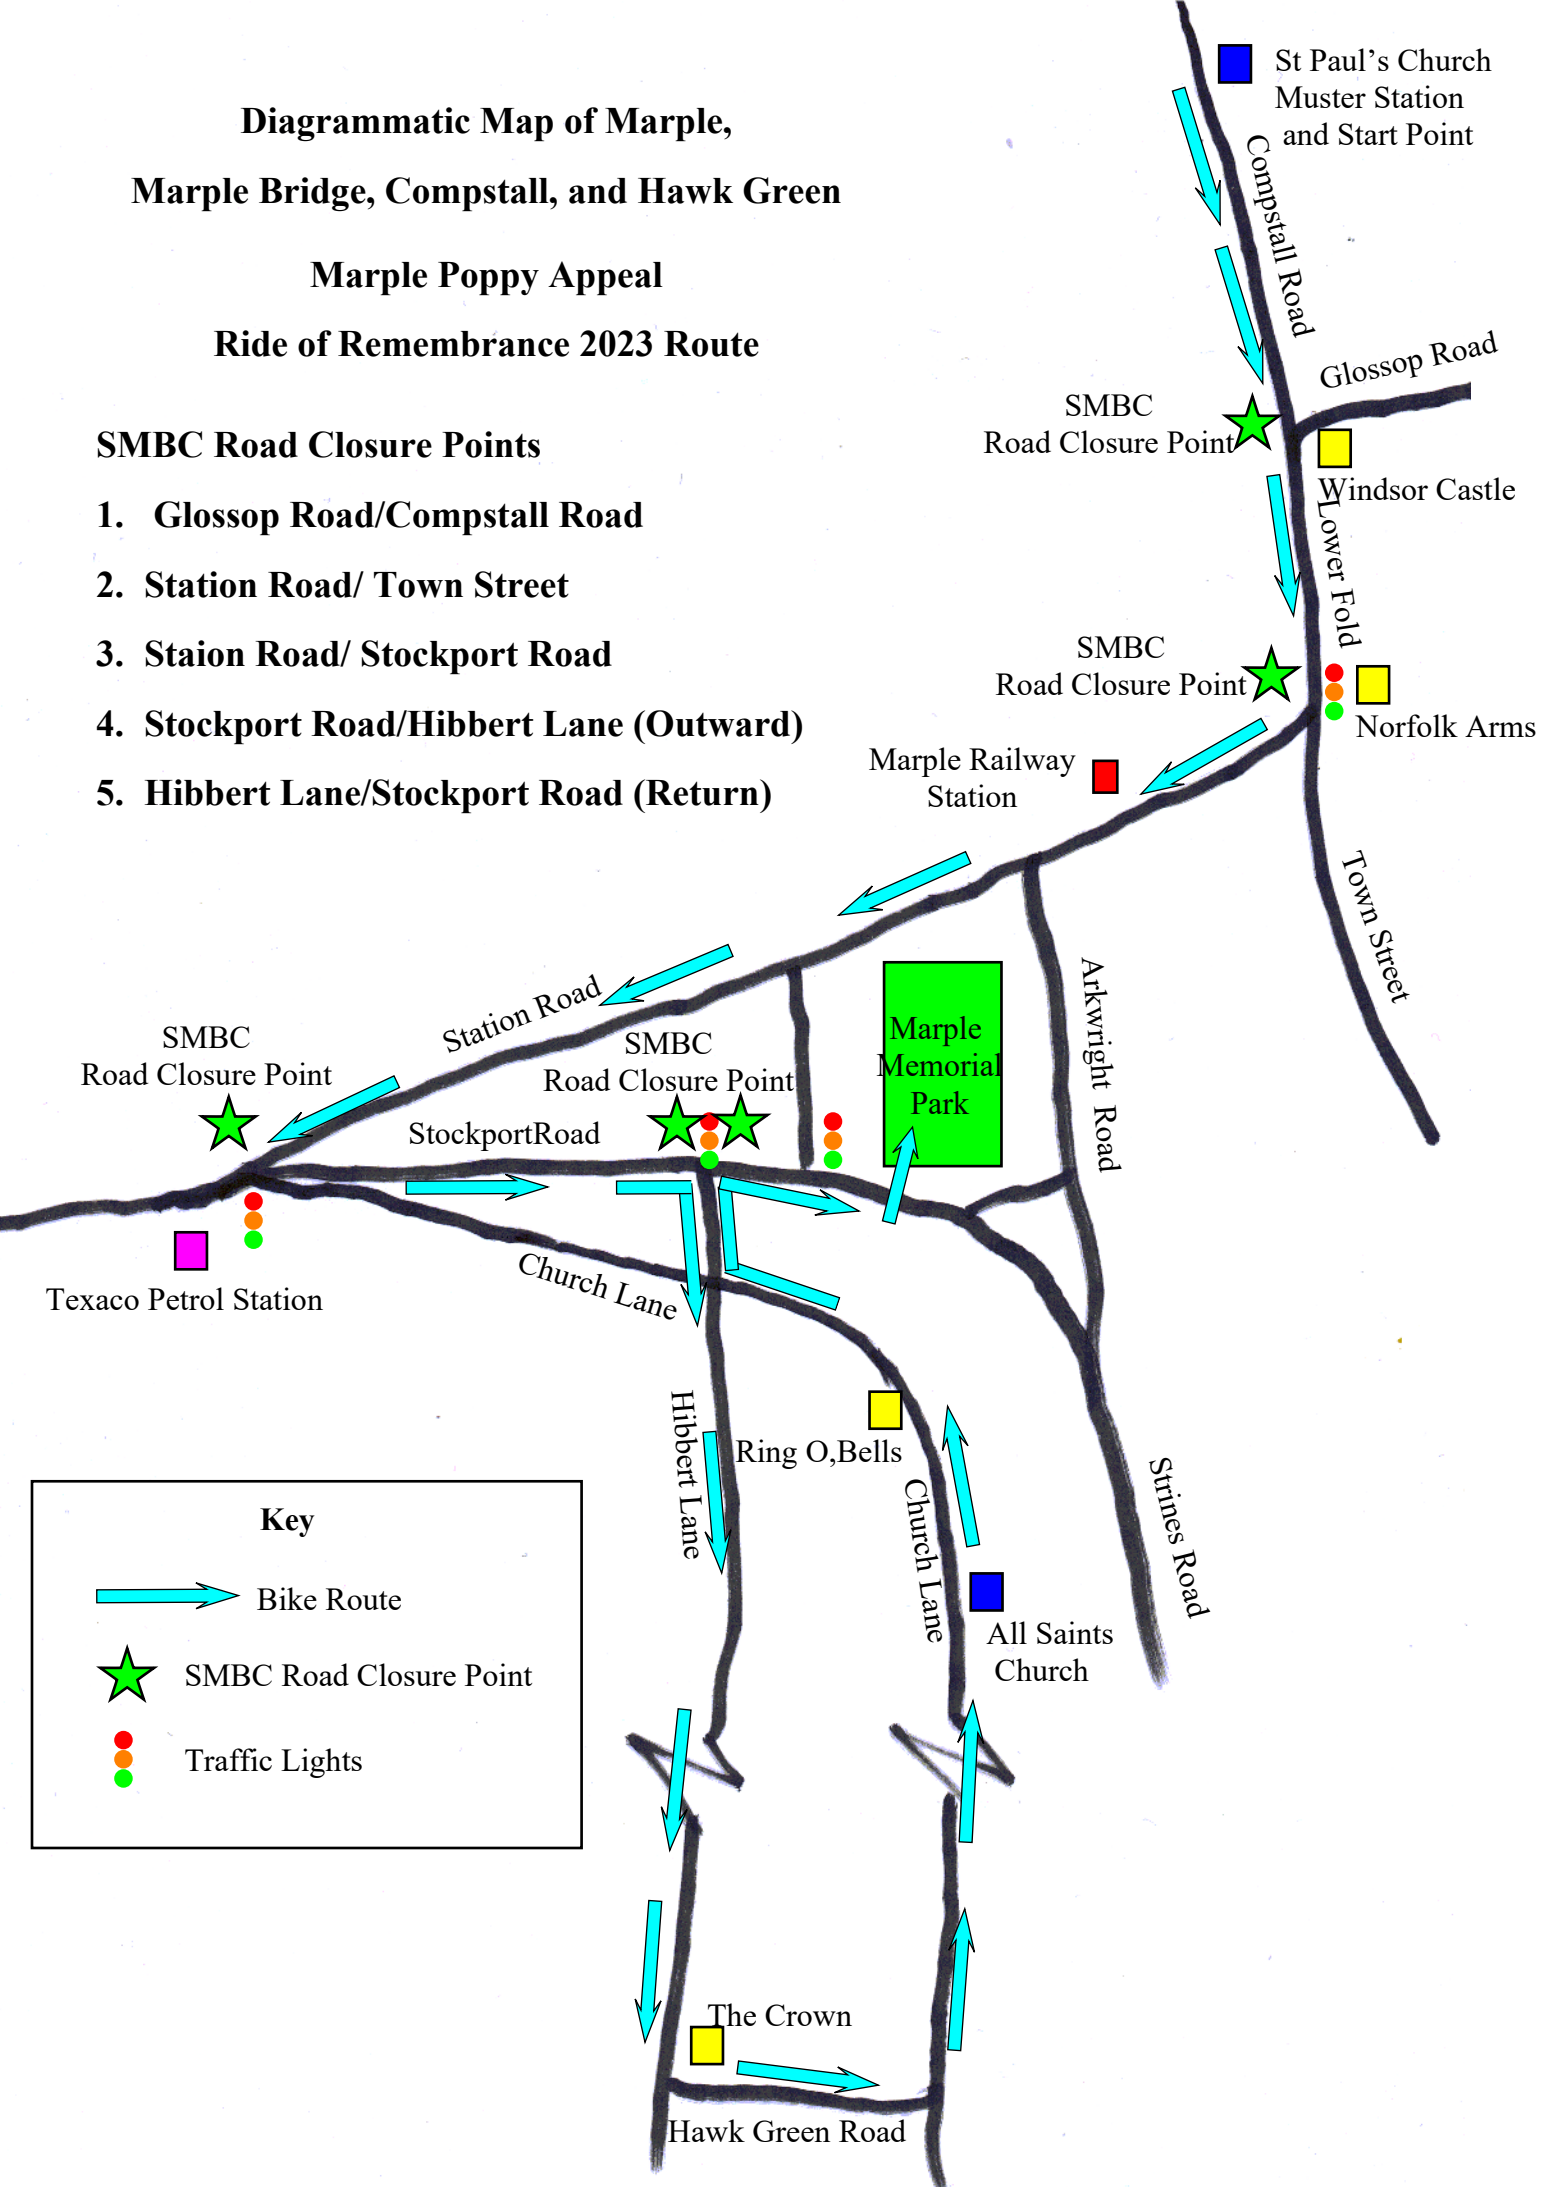 Diagrammatic Map of Marple,
Marple Bridge, Compstall, and Hawk Green
Marple Poppy Appeal
Ride of Remembrance 2023 Route
SMBC Road Closure Points
1. Glossop Road/Compstall Road
2. Station Road/ Town Street
3. Staion Road/ Stockport Road
4. Stockport Road/Hibbert Lane (Outward)
5. Hibbert Lane/Stockport Road (Return)
St Paul’s Church
Muster Station
and Start Point
Compstall Road
Glossop Road
SMBC
Road Closure Point
Windsor Castle
Lower Fold
SMBC
Road Closure Point
Norfolk Arms
Marple Railway
Station
Town Street
Station Road
Arkwright Road
Marple
Memorial
Park
SMBC
Road Closure Point
SMBC
Road Closure Point
StockportRoad
Texaco Petrol Station
Church Lane
Hibbert Lane
Ring O,Bells
Church Lane
Strines Road
All Saints
Church
Key
Bike Route
SMBC Road Closure Point
Traffic Lights
The Crown
Hawk Green Road